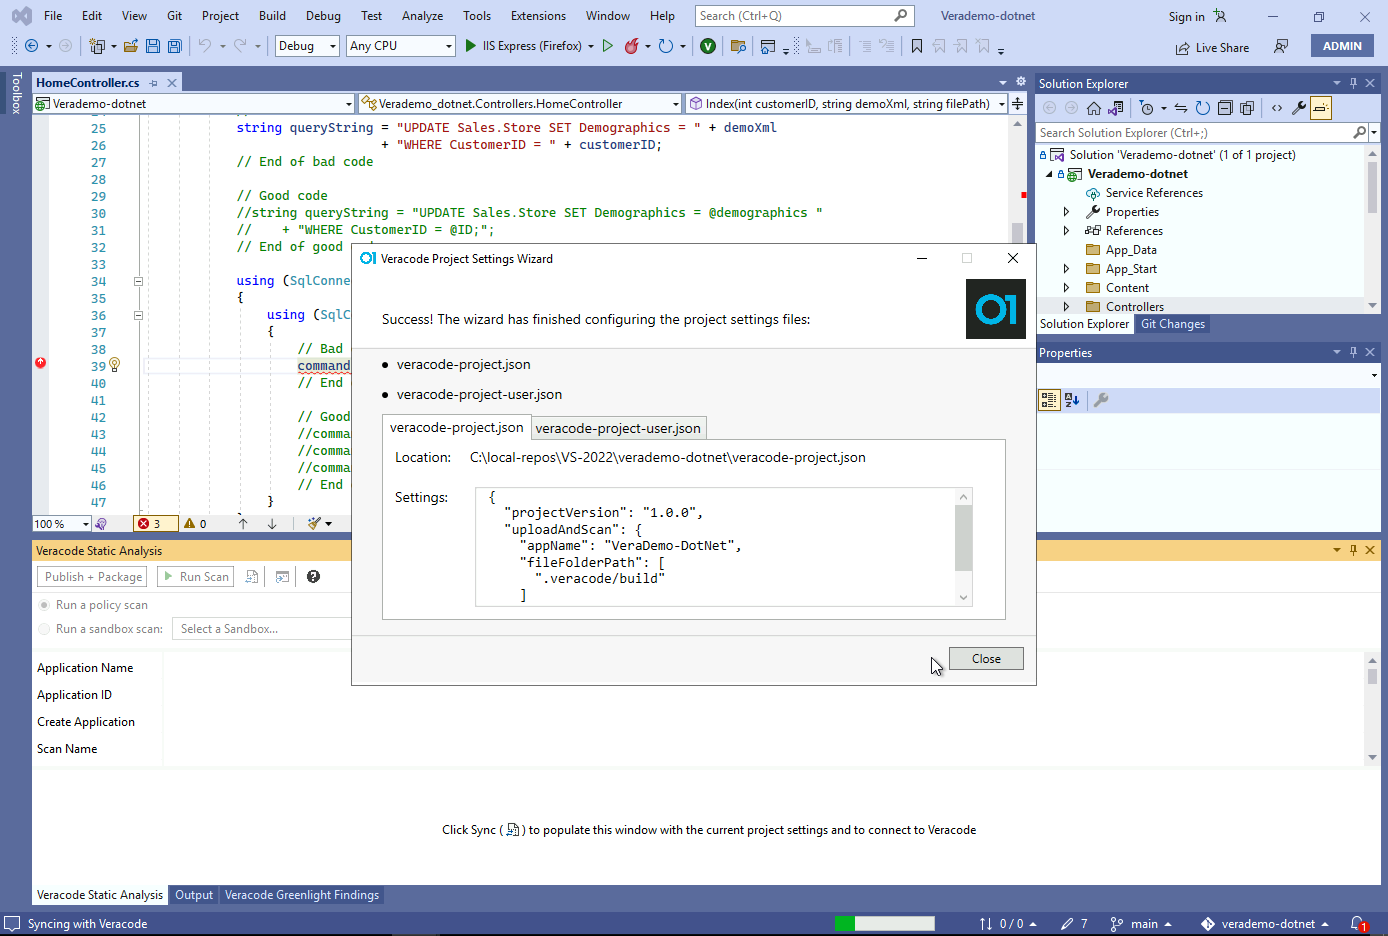 File Edit View Git Project Build Debug Test Analyze Tools Extensions Window Help Search (Ctrl+Q) Verademo-dotnet Sign in
Debug Any CPU IIS Express (Firefox) Live Share ADMIN
Toolbox
HomeController.cs
Verademo-dotnet Verademo_dotnet.Controllers.HomeController Index(int customerID, string demoXml, string filePath)
25 string queryString = "UPDATE Sales.Store SET Demographics = " + demoXml
26 + "WHERE CustomerID = " + customerID;
27 // End of bad code
28
29 // Good code
30 //string queryString = "UPDATE Sales.Store SET Demographics = @demographics "
31 // + "WHERE CustomerID = @ID;";
32 // End of good
33
34 using (SqlConne
35 {
36 using (SqlC
37 {
38 // Bad
39 command
40 // End
41
42 // Good
43 //comma
44 //comma
45 //comma
46 // End
47 }
100 % 3 0
Solution Explorer
Search Solution Explorer (Ctrl+;)
Solution 'Verademo-dotnet' (1 of 1 project)
Verademo-dotnet
Service References
Properties
References
App_Data
App_Start
Content
Controllers
Solution Explorer Git Changes
Properties
Veracode Project Settings Wizard
Success! The wizard has finished configuring the project settings files:
• veracode-project.json
• veracode-project-user.json
veracode-project.json veracode-project-user.json
Location: C:\local-repos\VS-2022\verademo-dotnet\veracode-project.json
Settings: {
"projectVersion": "1.0.0",
"uploadAndScan": {
"appName": "VeraDemo-DotNet",
"fileFolderPath": [
".veracode/build"
]
Close
Veracode Static Analysis
Publish + Package Run Scan
Run a policy scan
Run a sandbox scan: Select a Sandbox...
Application Name
Application ID
Create Application
Scan Name
Click Sync ( ) to populate this window with the current project settings and to connect to Veracode
Veracode Static Analysis Output Veracode Greenlight Findings
Syncing with Veracode 0 / 0 7 main verademo-dotnet 1